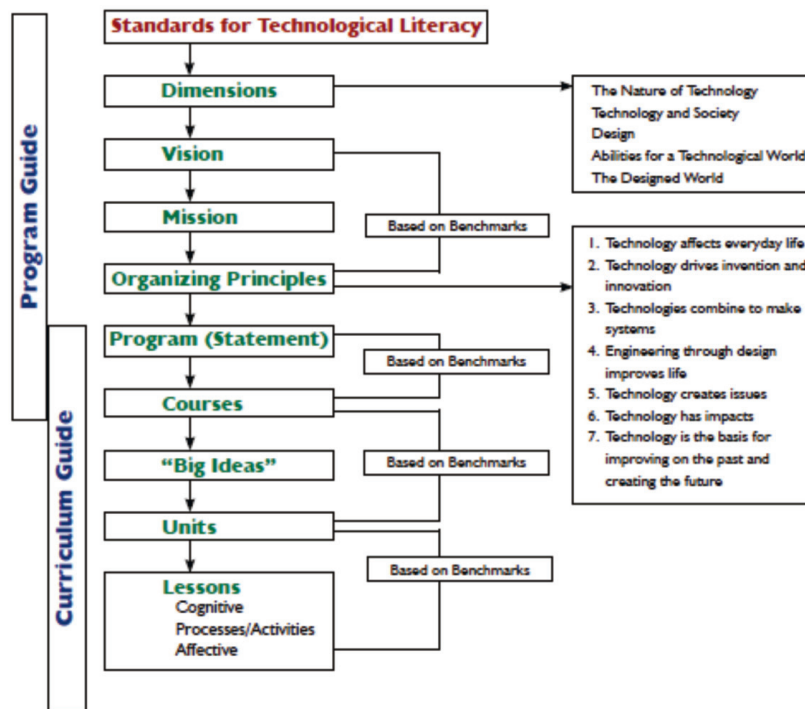 Standards for Technological Literacy
Program Guide
Dimensions
The Nature of Technology
Technology and Society
Design
Abilities for a Technological World
The Designed World
Vision
Based on Benchmarks
Mission
Organizing Principles
1. Technology affects everyday life
2. Technology drives invention and
innovation
3. Technologies combine to make
systems
4. Engineering through design
improves life
5. Technology creates issues
6. Technology has impacts
7. Technology is the basis for
improving on the past and
creating the future
Curriculum Guide
Program (Statement)
Based on Benchmarks
Courses
“Big Ideas”
Based on Benchmarks
Units
Based on Benchmarks
Lessons
Cognitive
Processes/Activities
Affective